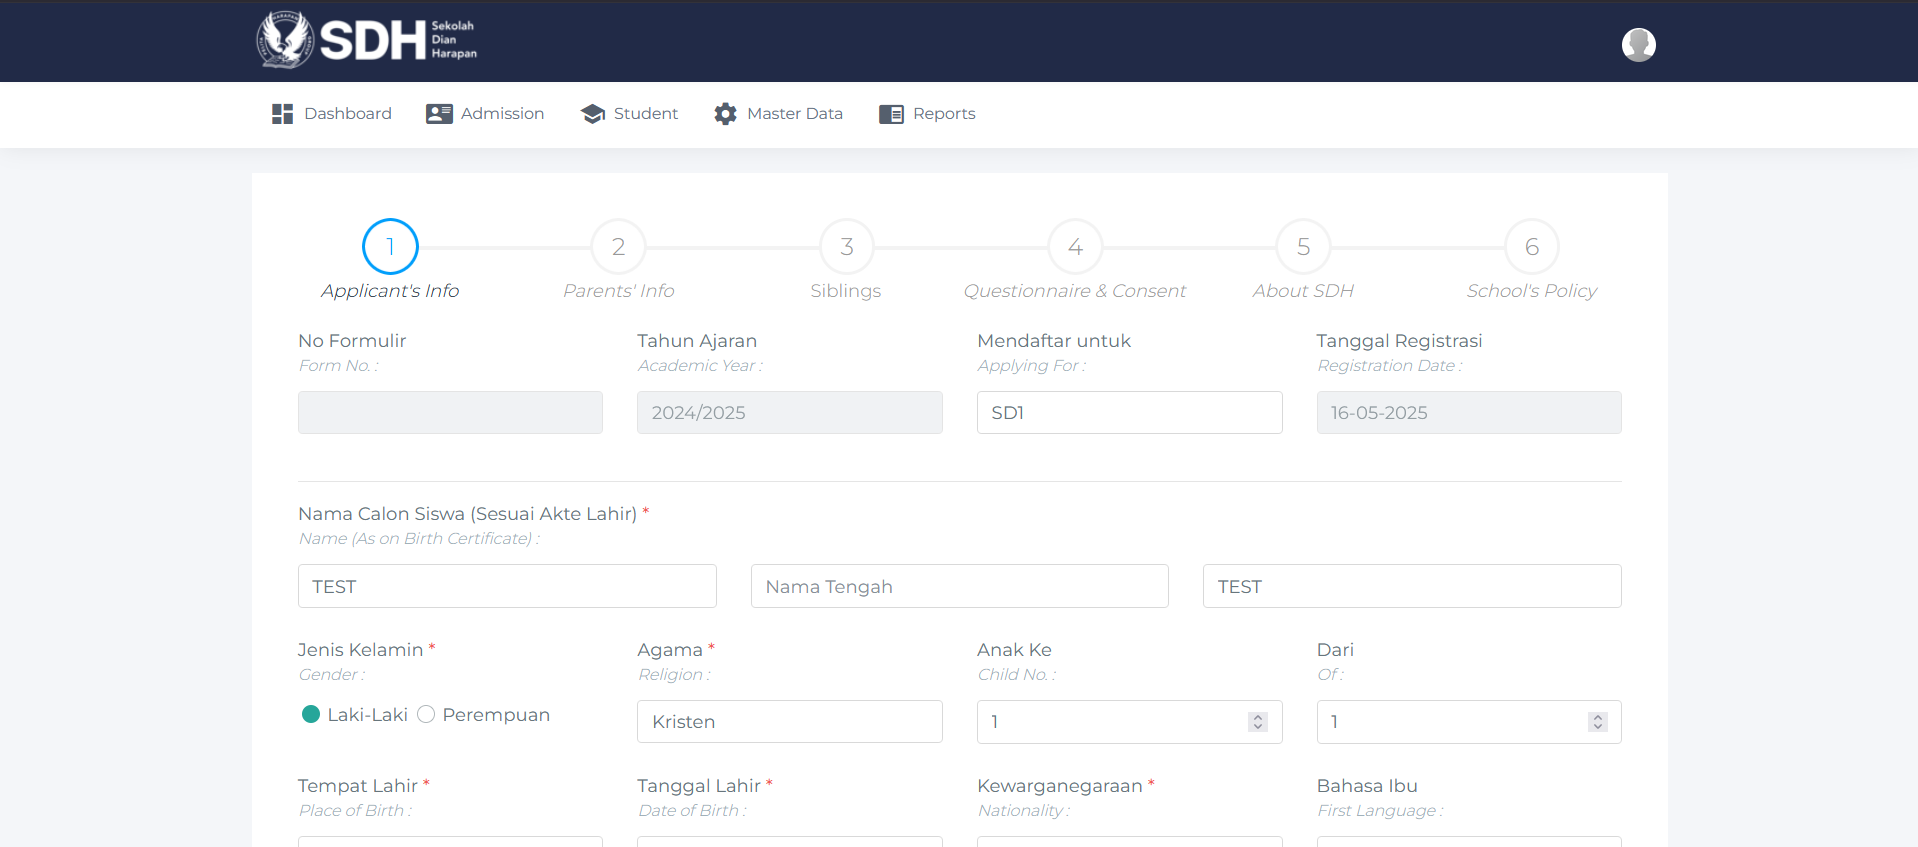 SDH Sekolah Dian Harapan
Dashboard Admission Student Master Data Reports
1 2 3 4 5 6
Applicant's Info Parents' Info Siblings Questionnaire & Consent About SDH School's Policy
No Formulir Tahun Ajaran Mendaftar untuk Tanggal Registrasi
Form No. : Academic Year : Applying For : Registration Date :
2024/2025 SD1 16-05-2025
Nama Calon Siswa (Sesuai Akte Lahir) *
Name (As on Birth Certificate) :
TEST Nama Tengah TEST
Jenis Kelamin * Agama * Anak Ke Dari
Gender : Religion : Child No. : Of :
Laki-Laki Perempuan Kristen 1 1
Tempat Lahir * Tanggal Lahir * Kewarganegaraan * Bahasa Ibu
Place of Birth : Date of Birth : Nationality : First Language :